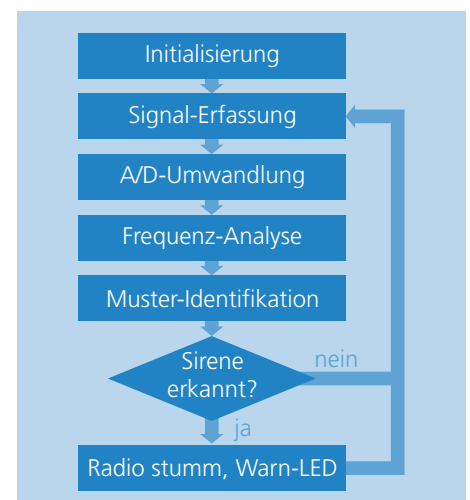 Initialisierung
Signal-Erfassung
A/D-Umwandlung
Frequenz-Analyse
Muster-Identifikation
Sirene
erkannt?
nein
ja
Radio stumm, Warn-LED